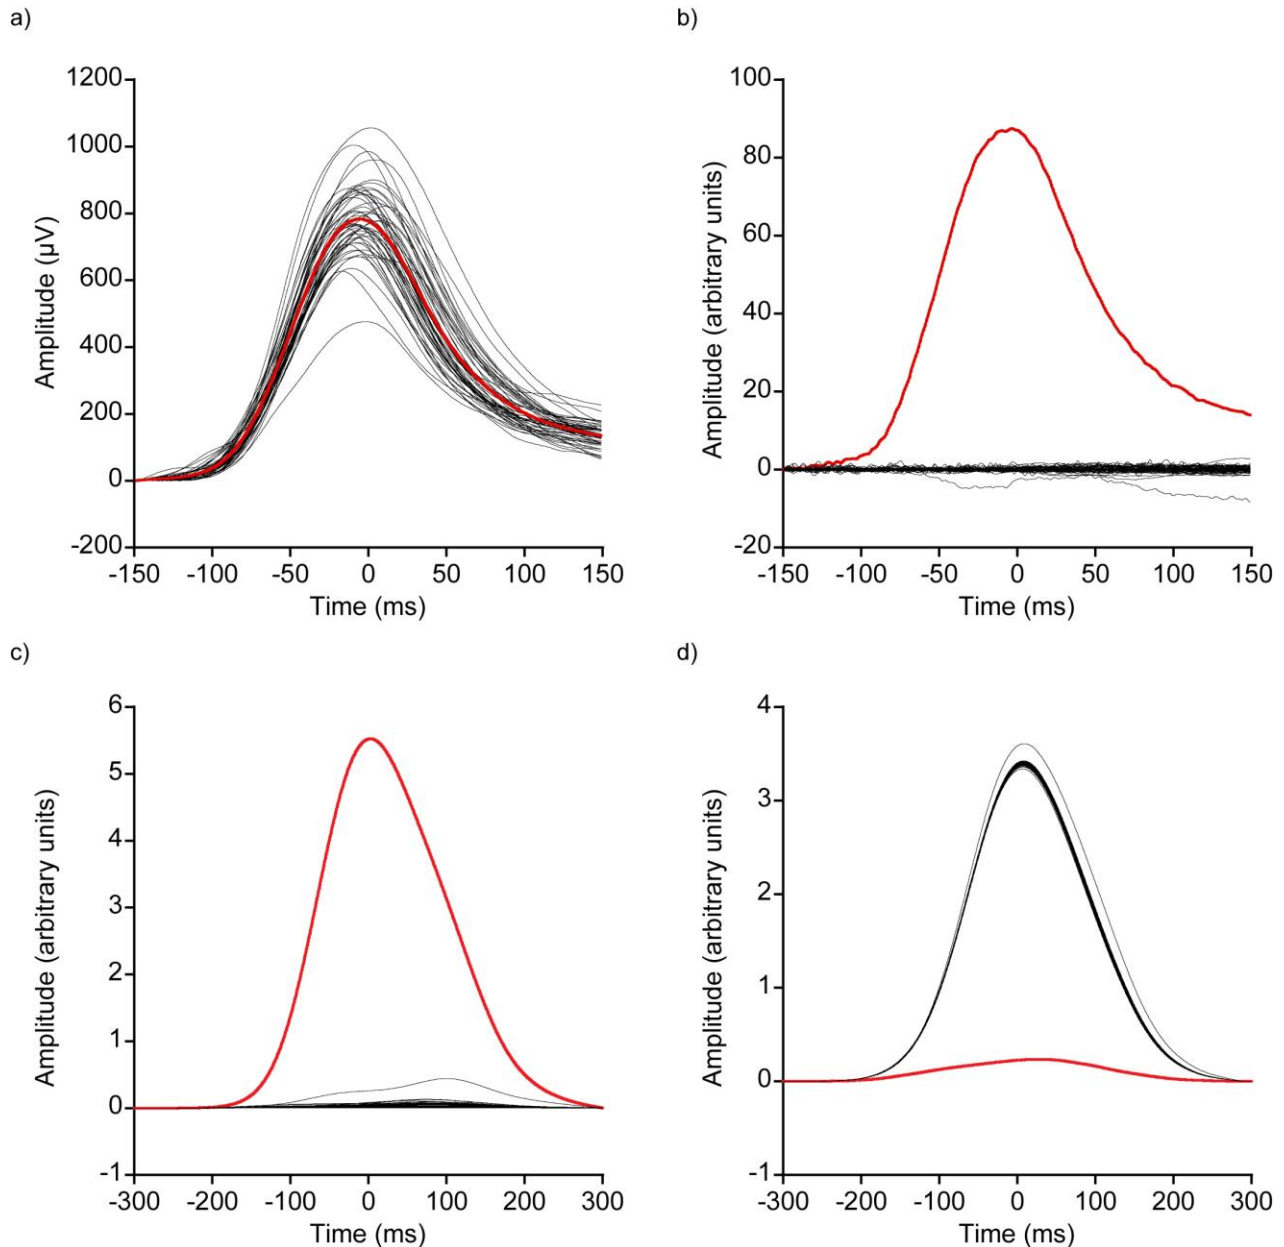 a)
1200
1000
800
600
400
200
0
-200
Amplitude (µV)
-150 -100 -50 0 50 100 150
Time (ms)
b)
100
80
60
40
20
0
-20
Amplitude (arbitrary units)
-150 -100 -50 0 50 100 150
Time (ms)
c)
6
5
4
3
2
1
0
-1
Amplitude (arbitrary units)
-300 -200 -100 0 100 200 300
Time (ms)
d)
4
3
2
1
0
-1
Amplitude (arbitrary units)
-300 -200 -100 0 100 200 300
Time (ms)